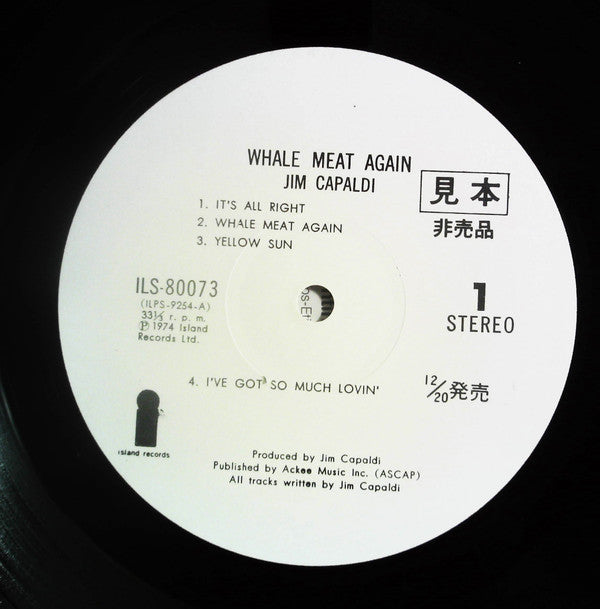 WHALE MEAT AGAIN
JIM CAPALDI
見本
非売品
1. IT'S ALL RIGHT
2. WHALE MEAT AGAIN
3. YELLOW SUN
ILS-80073
(ILPS-9254-A)
33⅓ r. p. m.
Ⓟ1974 Island
Records Ltd.
1
STEREO
4. I'VE GOT SO MUCH LOVIN'
12/20発売
island records
Produced by Jim Capaldi
Published by Ackee Music Inc. (ASCAP)
All tracks written by Jim Capaldi